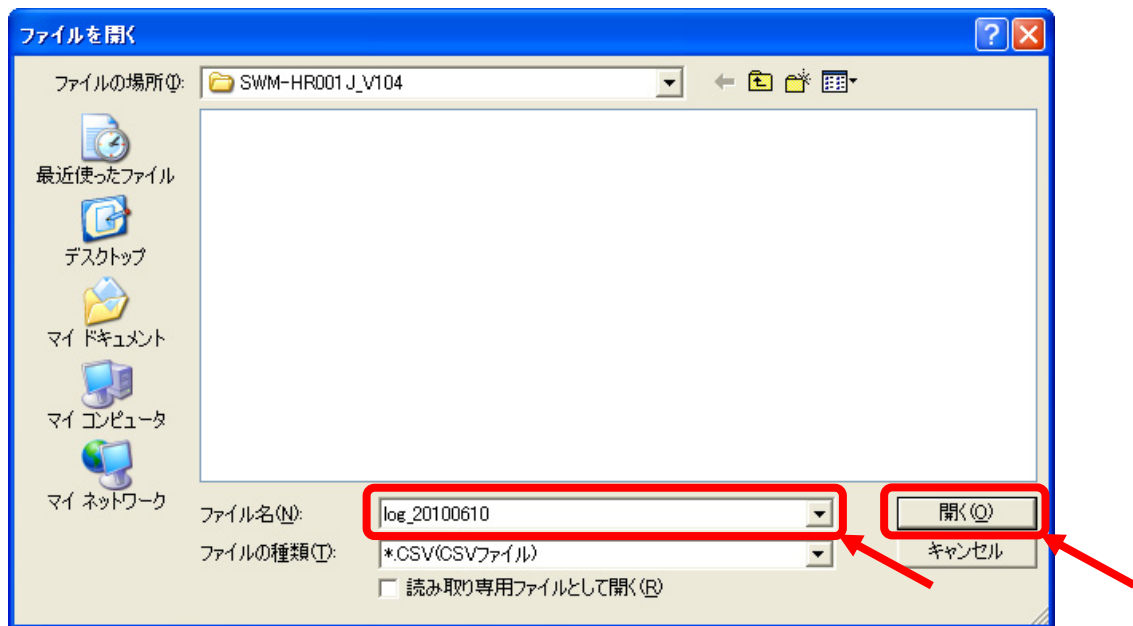 ファイルを開く
ファイルの場所(I):
SWM-HR001J_V104
最近使ったファイル
デスクトップ
マイ ドキュメント
マイ コンピュータ
マイ ネットワーク
ファイル名(N):
log_20100610
開く(O)
ファイルの種類(T):
*.CSV(CSVファイル)
キャンセル
読み取り専用ファイルとして開く(R)